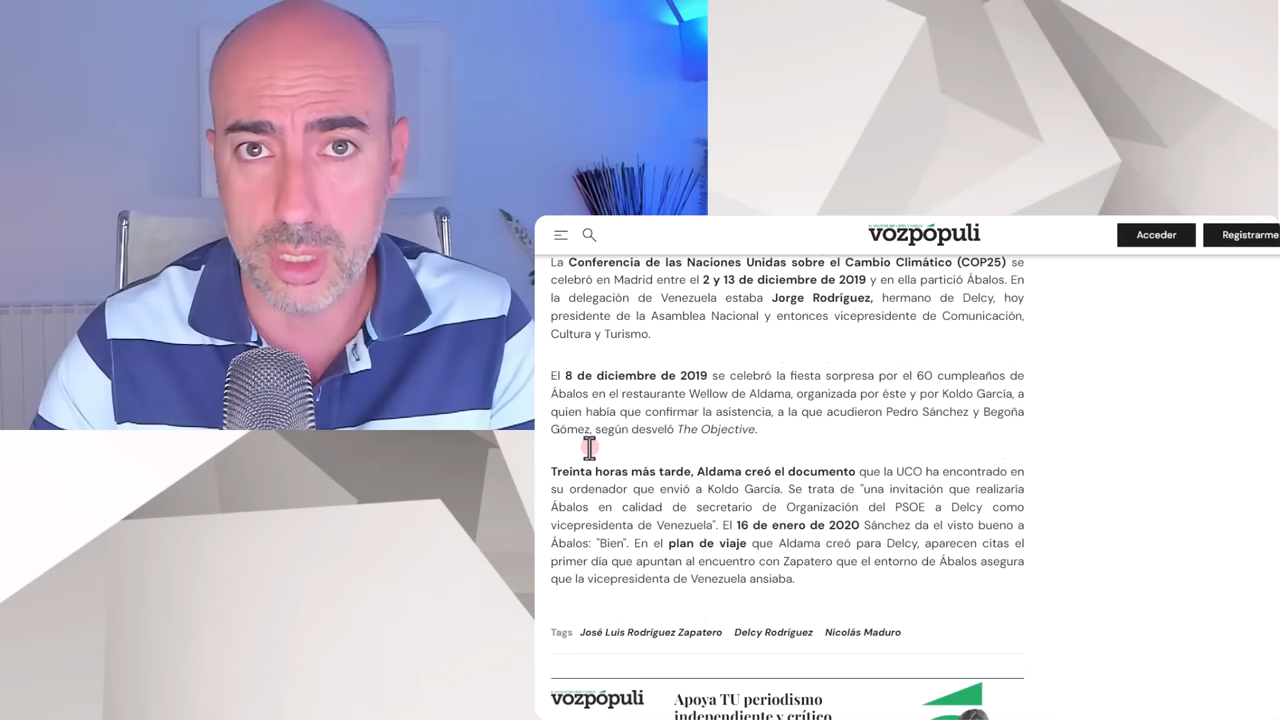 vozpópuli
Acceder
Registrarme
La Conferencia de las Naciones Unidas sobre el Cambio Climático (COP25) se
celebró en Madrid entre el 2 y 13 de diciembre de 2019 y en ella partició Ábalos. En
la delegación de Venezuela estaba Jorge Rodríguez, hermano de Delcy, hoy
presidente de la Asamblea Nacional y entonces vicepresidente de Comunicación,
Cultura y Turismo.
El 8 de diciembre de 2019 se celebró la fiesta sorpresa por el 60 cumpleaños de
Ábalos en el restaurante Wellow de Aldama, organizada por éste y por Koldo García, a
quien había que confirmar la asistencia, a la que acudieron Pedro Sánchez y Begoña
Gómez, según desveló The Objective.
Treinta horas más tarde, Aldama creó el documento que la UCO ha encontrado en
su ordenador que envió a Koldo García. Se trata de "una invitación que realizaría
Ábalos en calidad de secretario de Organización del PSOE a Delcy como
vicepresidenta de Venezuela". El 16 de enero de 2020 Sánchez da el visto bueno a
Ábalos: "Bien". En el plan de viaje que Aldama creó para Delcy, aparecen citas el
primer día que apuntan al encuentro con Zapatero que el entorno de Ábalos asegura
que la vicepresidenta de Venezuela ansiaba.
Tags José Luis Rodríguez Zapatero Delcy Rodríguez Nicolás Maduro
vozpópuli
Apoya TU periodismo
independiente y crítico